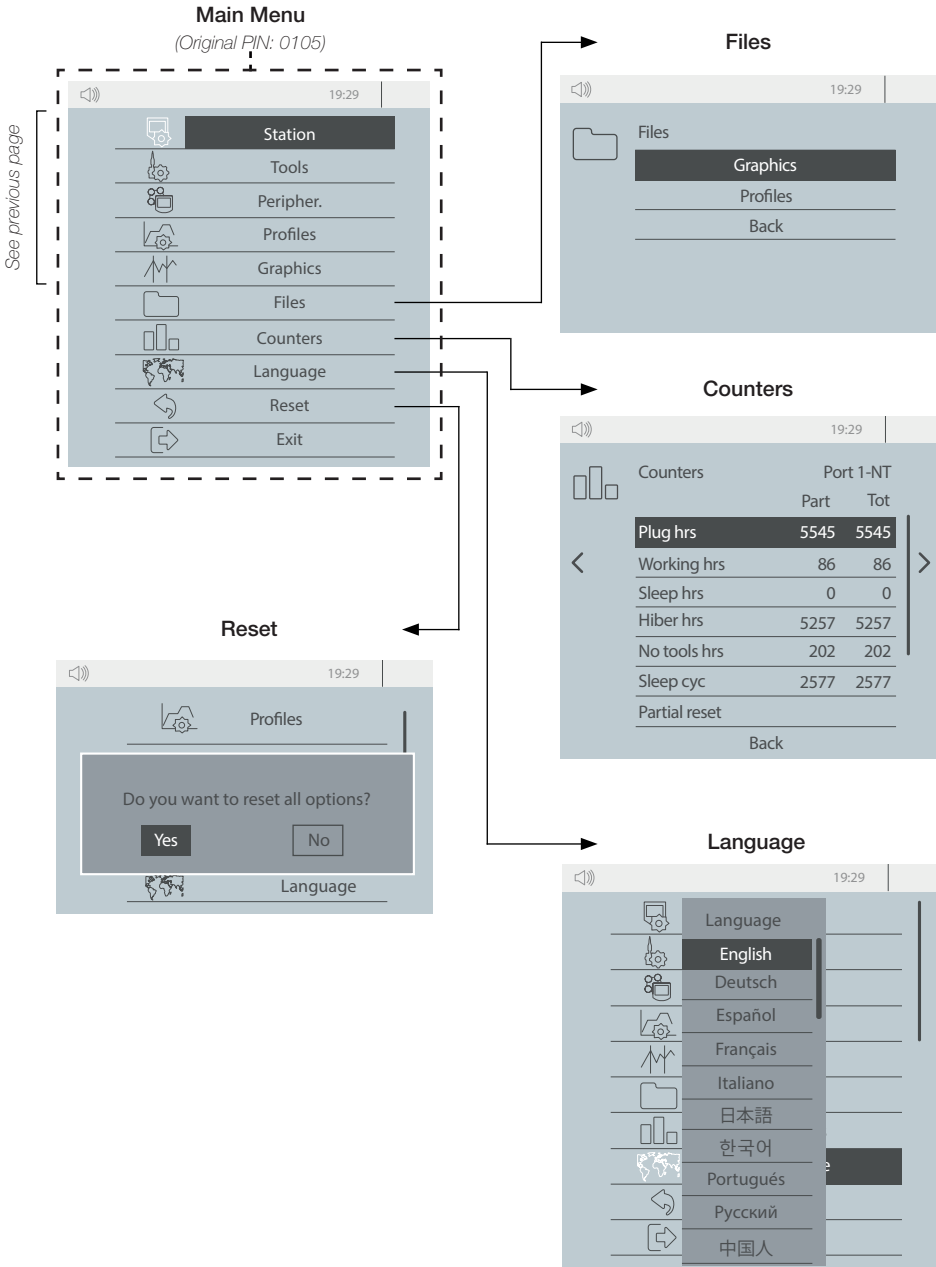 Main Menu
(Original PIN: 0105)
See previous page
19:29
Station
Tools
Peripher.
Profiles
Graphics
Files
Counters
Language
Reset
Exit
Files
19:29
Files
Graphics
Profiles
Back
Counters
19:29
Counters Port 1-NT
Part Tot
Plug hrs 5545 5545
Working hrs 86 86
Sleep hrs 0 0
Hiber hrs 5257 5257
No tools hrs 202 202
Sleep cyc 2577 2577
Partial reset
Back
Reset
19:29
Profiles
Do you want to reset all options?
Yes No
Language
Language
19:29
Language
English
Deutsch
Español
Français
Italiano
日本語
한국어
Portugués
Русский
中国人